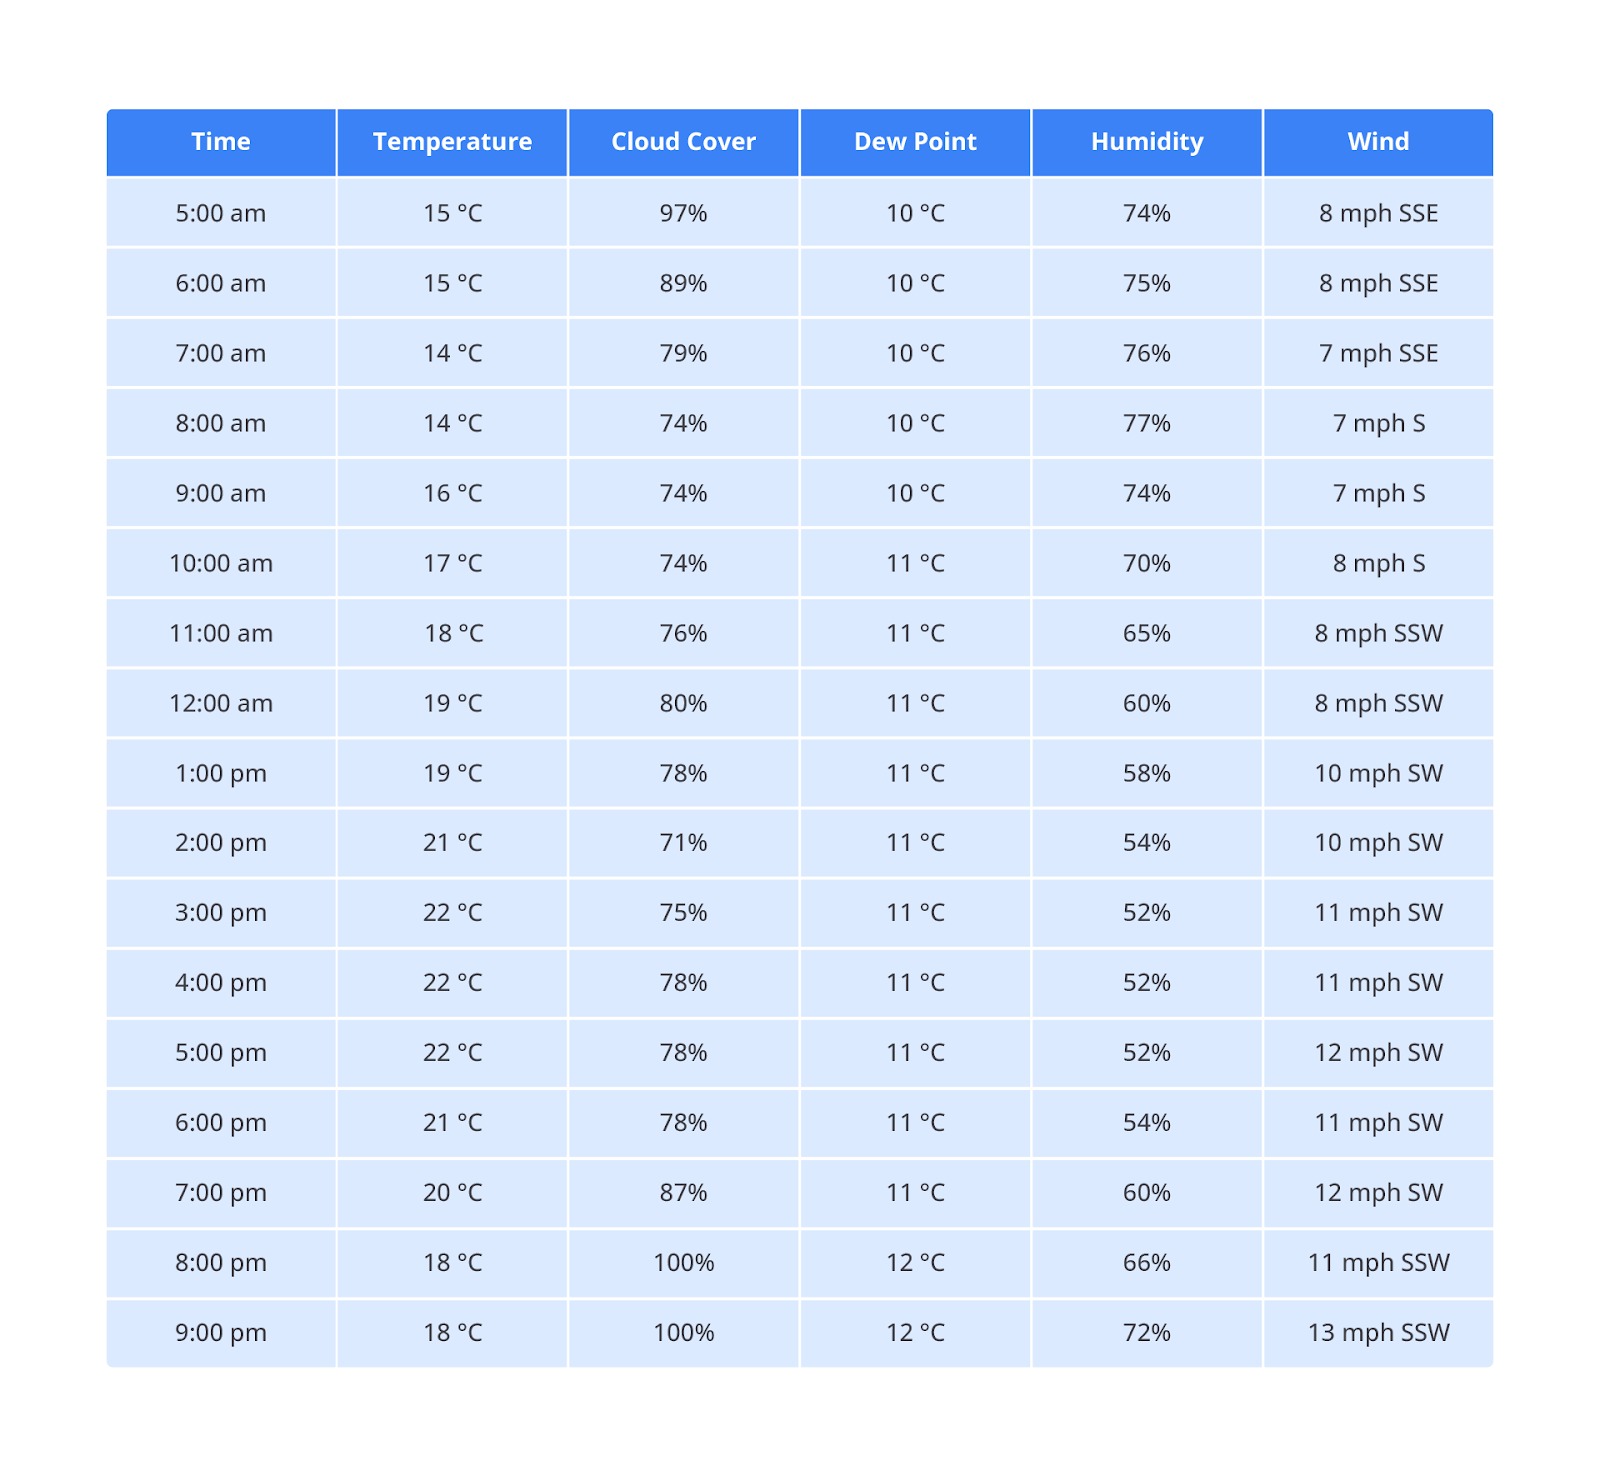 Time Temperature Cloud Cover Dew Point Humidity Wind
5:00 am 15 °C 97% 10 °C 74% 8 mph SSE
6:00 am 15 °C 89% 10 °C 75% 8 mph SSE
7:00 am 14 °C 79% 10 °C 76% 7 mph SSE
8:00 am 14 °C 74% 10 °C 77% 7 mph S
9:00 am 16 °C 74% 10 °C 74% 7 mph S
10:00 am 17 °C 74% 11 °C 70% 8 mph S
11:00 am 18 °C 76% 11 °C 65% 8 mph SSW
12:00 am 19 °C 80% 11 °C 60% 8 mph SSW
1:00 pm 19 °C 78% 11 °C 58% 10 mph SW
2:00 pm 21 °C 71% 11 °C 54% 10 mph SW
3:00 pm 22 °C 75% 11 °C 52% 11 mph SW
4:00 pm 22 °C 78% 11 °C 52% 11 mph SW
5:00 pm 22 °C 78% 11 °C 52% 12 mph SW
6:00 pm 21 °C 78% 11 °C 54% 11 mph SW
7:00 pm 20 °C 87% 11 °C 60% 12 mph SW
8:00 pm 18 °C 100% 12 °C 66% 11 mph SSW
9:00 pm 18 °C 100% 12 °C 72% 13 mph SSW